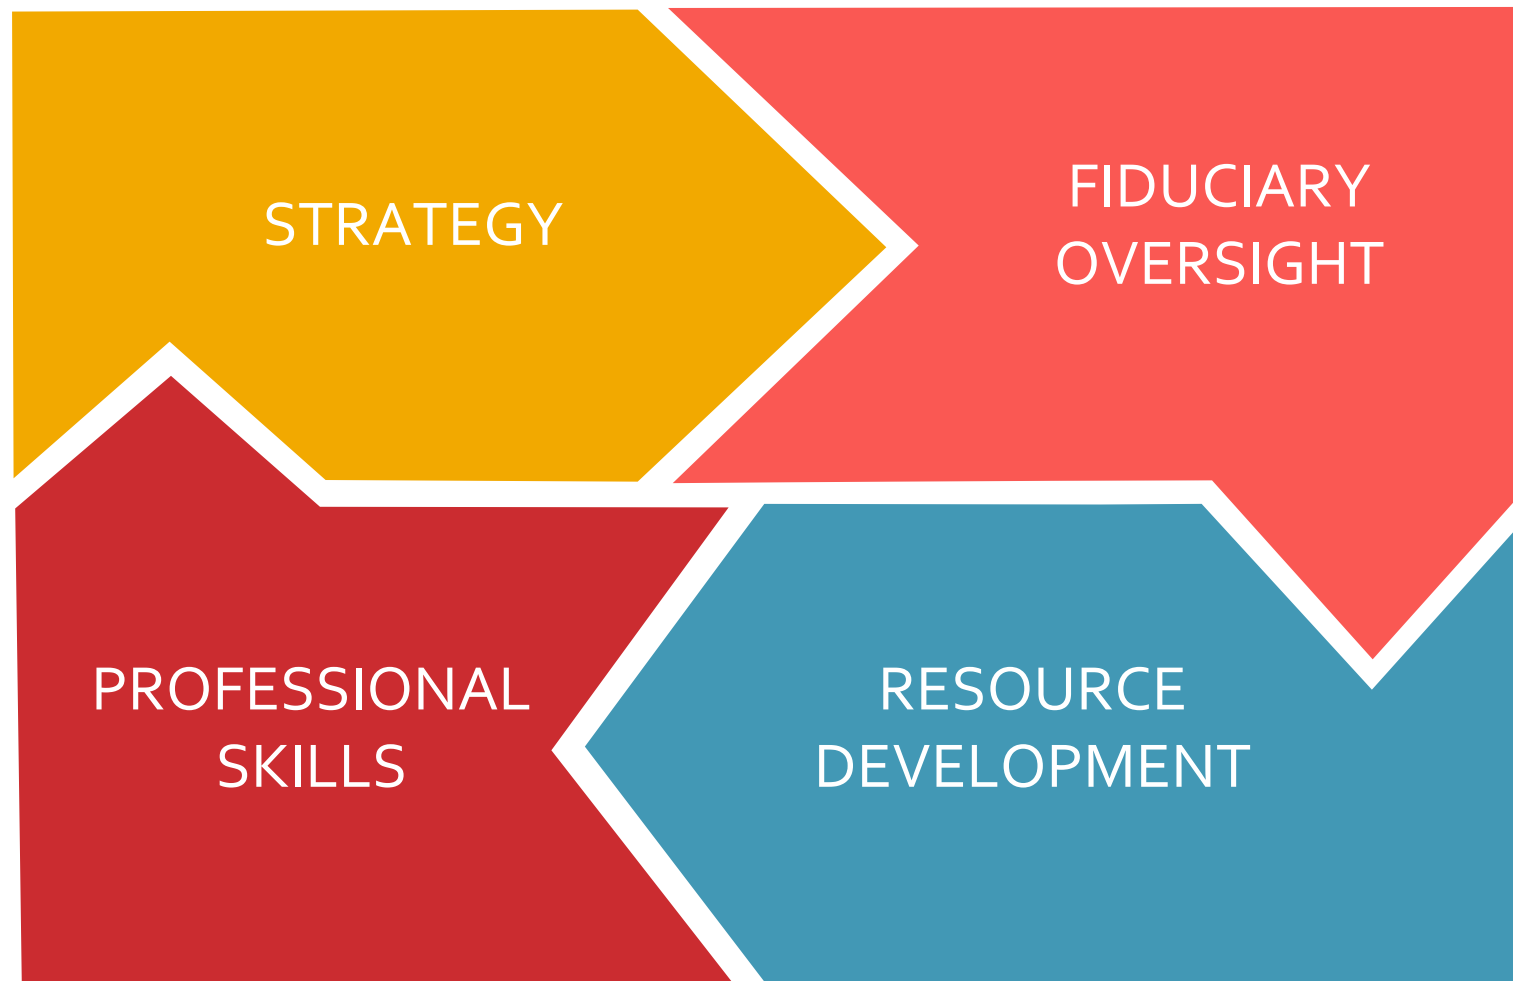 STRATEGY
FIDUCIARY
OVERSIGHT
PROFESSIONAL
SKILLS
RESOURCE
DEVELOPMENT